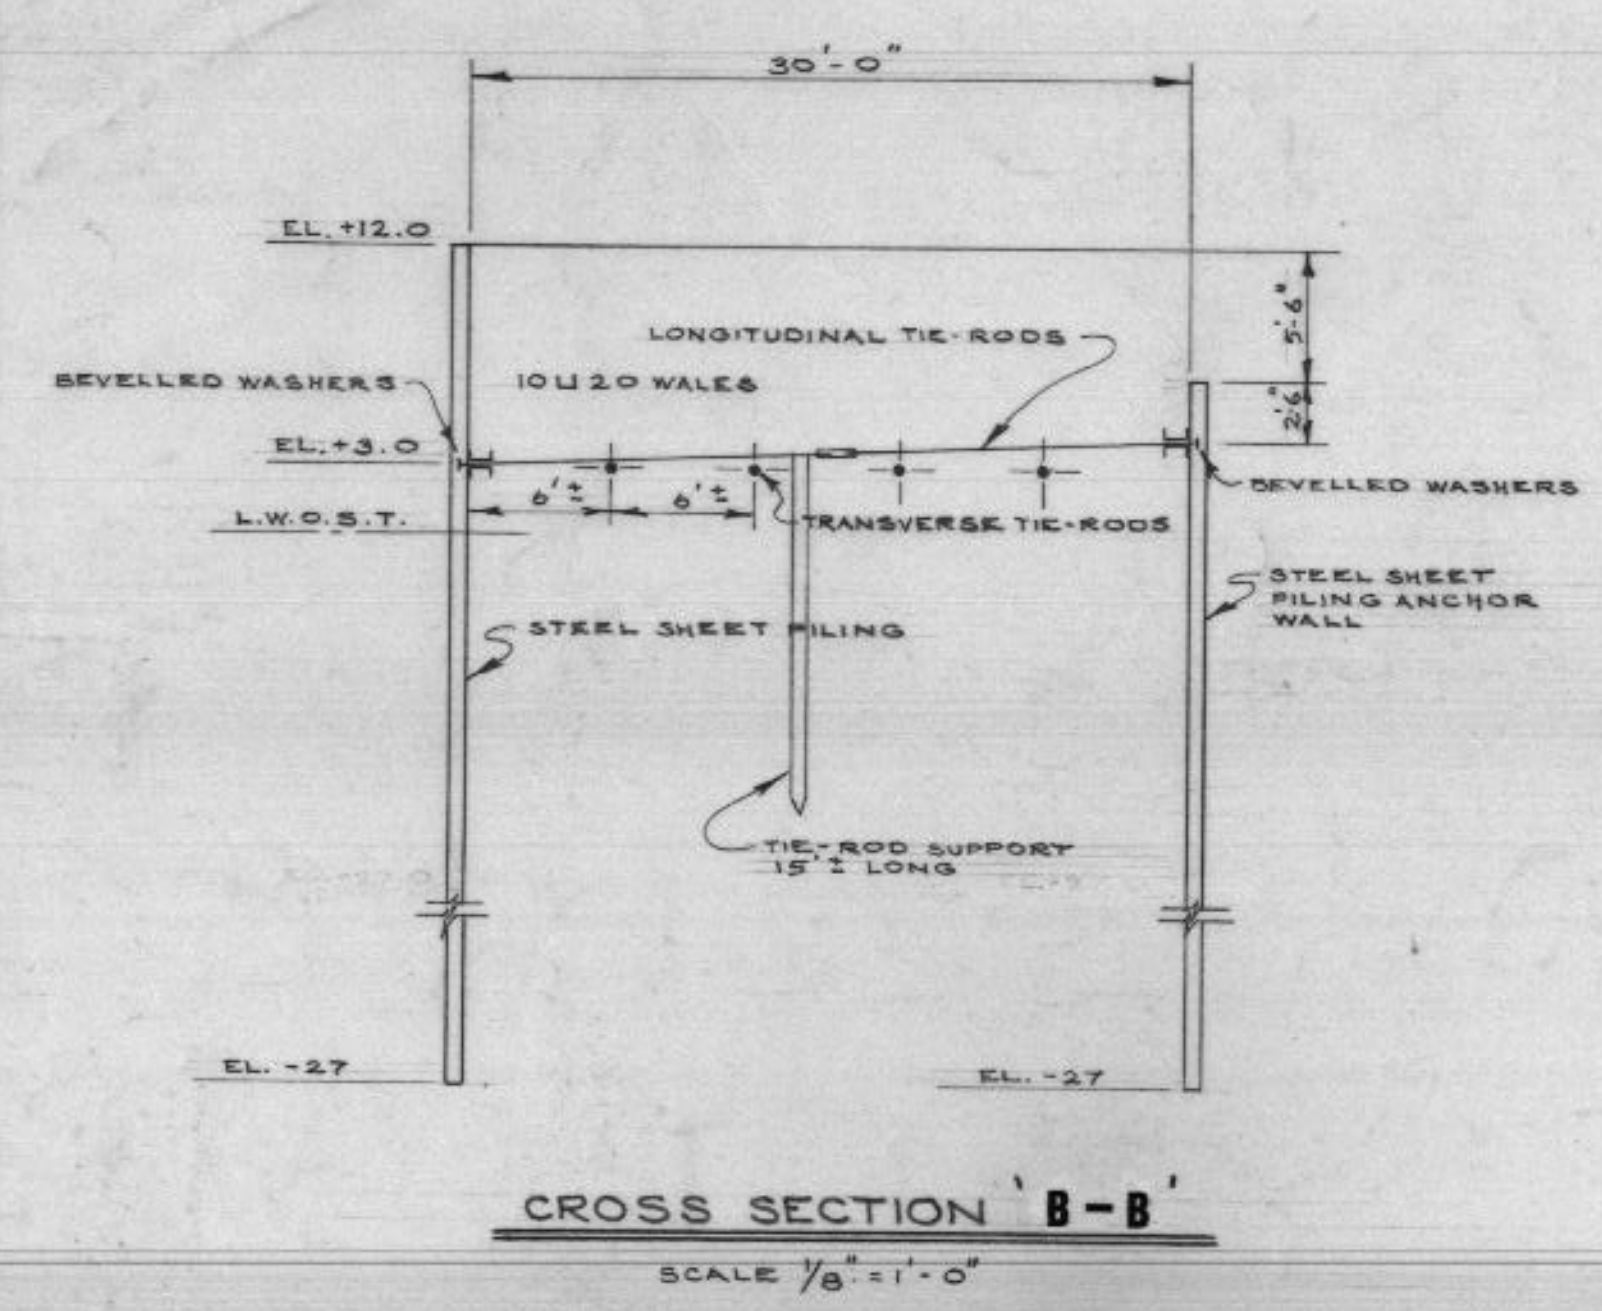 30'-0"
EL. +12.0
5'-6"
LONGITUDINAL TIE-RODS
BEVELLED WASHERS
10 ⊔ 20 WALES
2'6"
EL. +3.0
BEVELLED WASHERS
6'± 6'±
L.W.O.S.T.
TRANSVERSE TIE-RODS
STEEL SHEET
PILING ANCHOR
WALL
STEEL SHEET PILING
TIE-ROD SUPPORT
15'± LONG
EL. -27
EL. -27
CROSS SECTION 'B-B'
SCALE 1/8" = 1'-0"